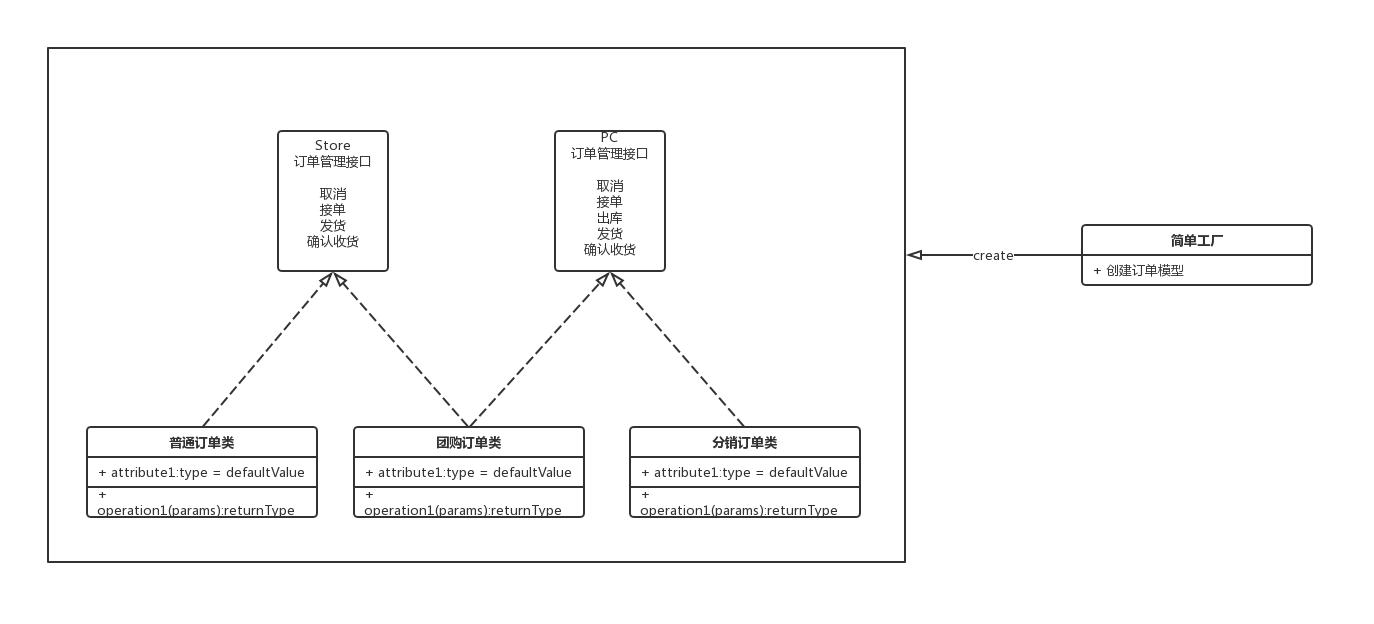 Store
订单管理接口
取消
接单
发货
确认收货
PC
订单管理接口
取消
接单
出库
发货
确认收货
简单工厂
+ 创建订单模型
create
普通订单类
+ attribute1:type = defaultValue
+
operation1(params):returnType
团购订单类
+ attribute1:type = defaultValue
+
operation1(params):returnType
分销订单类
+ attribute1:type = defaultValue
+
operation1(params):returnType